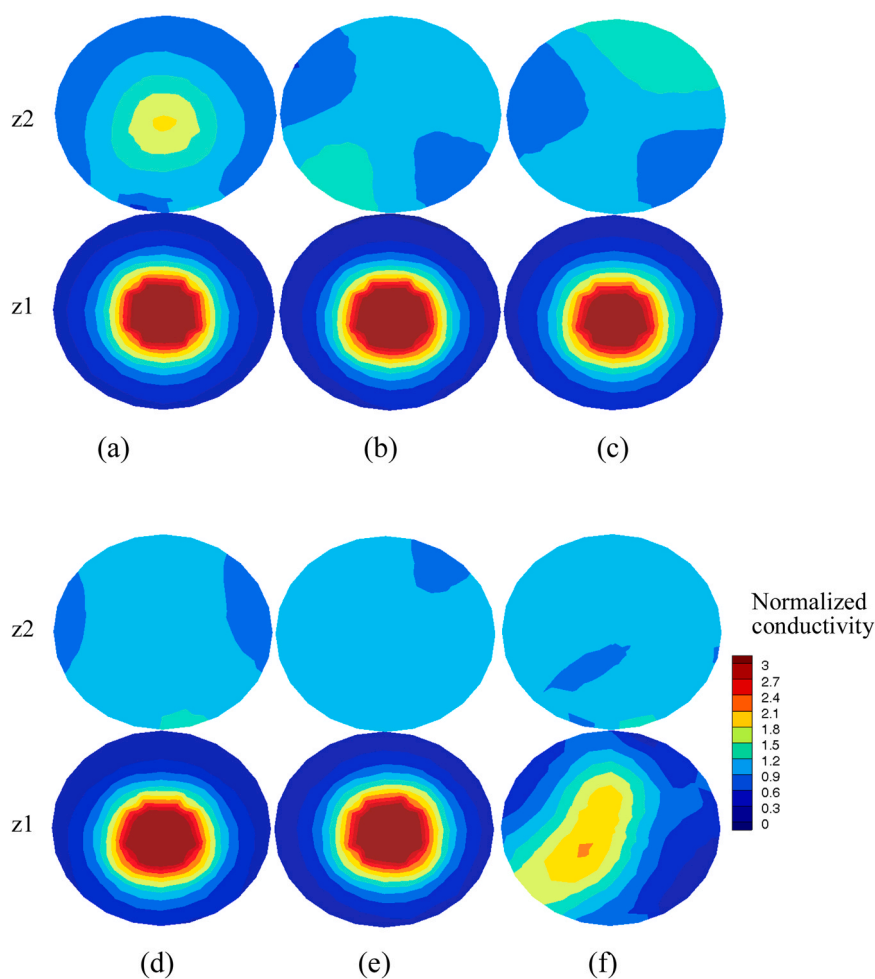 z2
z1
(a)
(b)
(c)
z2
z1
Normalized
conductivity
3
2.7
2.4
2.1
1.8
1.5
1.2
0.9
0.6
0.3
0
(d)
(e)
(f)